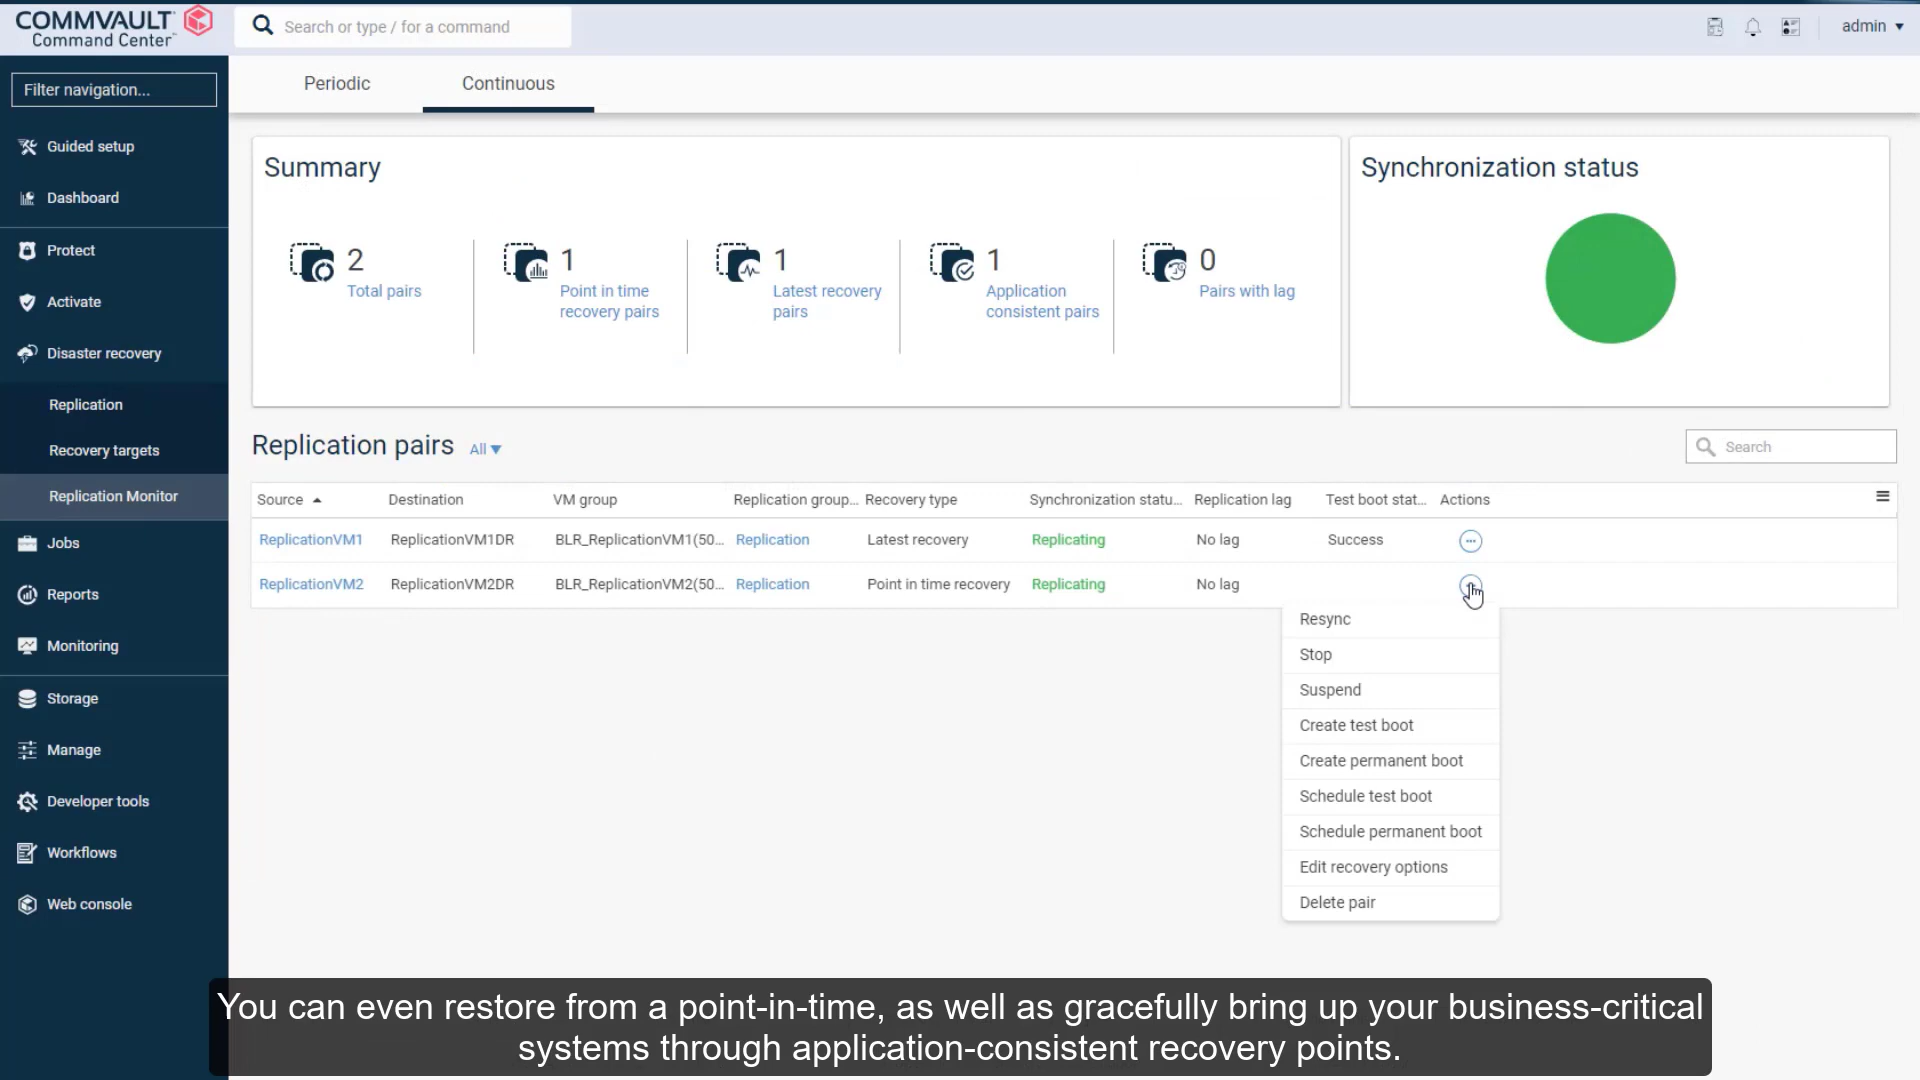 COMMVAULT
Command Center™
Search or type / for a command
admin
Filter navigation...
Guided setup
Dashboard
Protect
Activate
Disaster recovery
Replication
Recovery targets
Replication Monitor
Jobs
Reports
Monitoring
Storage
Manage
Developer tools
Workflows
Web console
Periodic Continuous
Summary
2
Total pairs
1
Point in time
recovery pairs
1
Latest recovery
pairs
1
Application
consistent pairs
0
Pairs with lag
Synchronization status
Replication pairs All
Search
Source Destination VM group Replication group... Recovery type Synchronization statu... Replication lag Test boot stat... Actions
ReplicationVM1 ReplicationVM1DR BLR_ReplicationVM1(50... Replication Latest recovery Replicating No lag Success
ReplicationVM2 ReplicationVM2DR BLR_ReplicationVM2(50... Replication Point in time recovery Replicating No lag
Resync
Stop
Suspend
Create test boot
Create permanent boot
Schedule test boot
Schedule permanent boot
Edit recovery options
Delete pair
You can even restore from a point-in-time, as well as gracefully bring up your business-critical
systems through application-consistent recovery points.